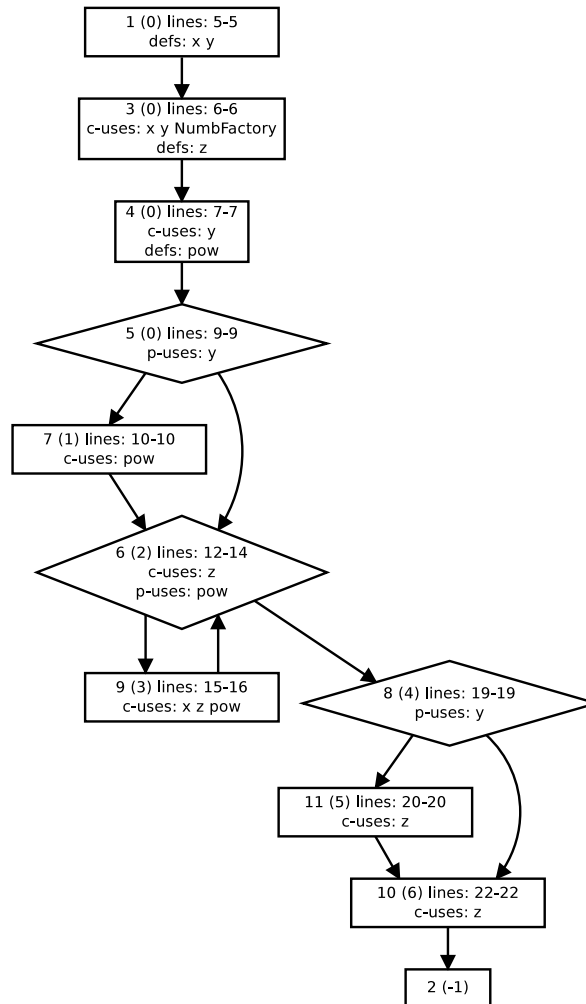 1 (0) lines: 5-5
defs: x y
3 (0) lines: 6-6
c-uses: x y NumbFactory
defs: z
4 (0) lines: 7-7
c-uses: y
defs: pow
5 (0) lines: 9-9
p-uses: y
7 (1) lines: 10-10
c-uses: pow
6 (2) lines: 12-14
c-uses: z
p-uses: pow
9 (3) lines: 15-16
c-uses: x z pow
8 (4) lines: 19-19
p-uses: y
11 (5) lines: 20-20
c-uses: z
10 (6) lines: 22-22
c-uses: z
2 (-1)